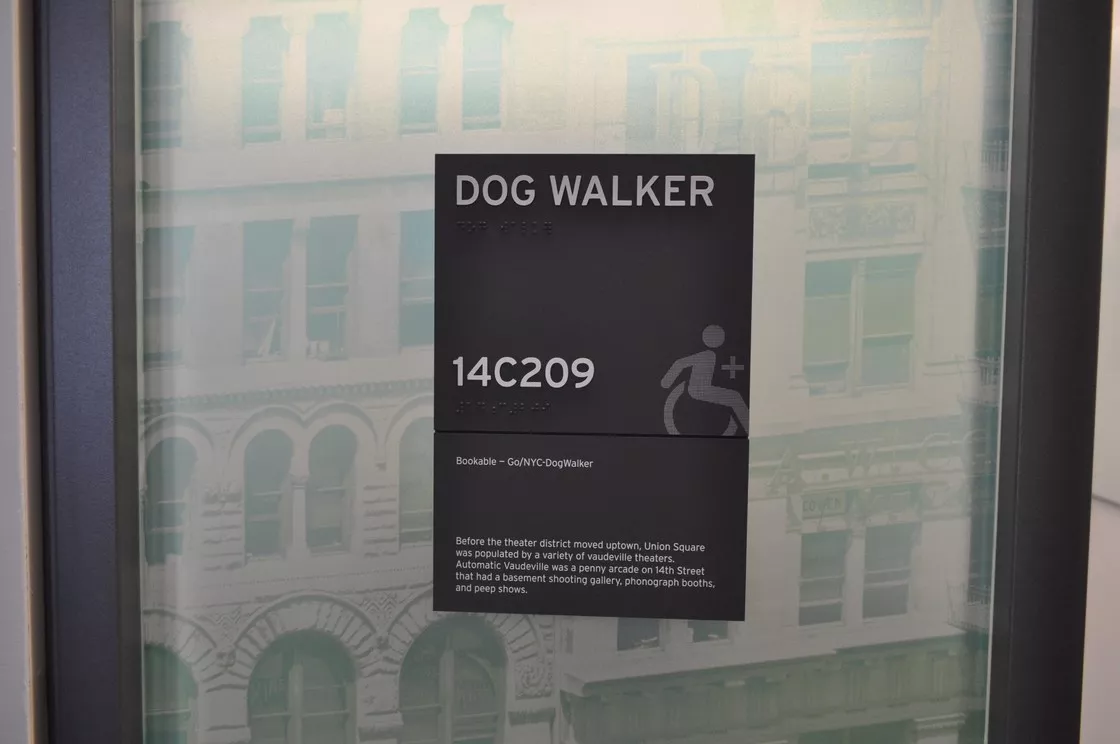 DOG WALKER
14C209
Bookable – Go/NYC-DogWalker
Before the theater district moved uptown, Union Square
was populated by a variety of vaudeville theaters.
Automatic Vaudeville was a penny arcade on 14th Street
that had a basement shooting gallery, phonograph booths,
and peep shows.